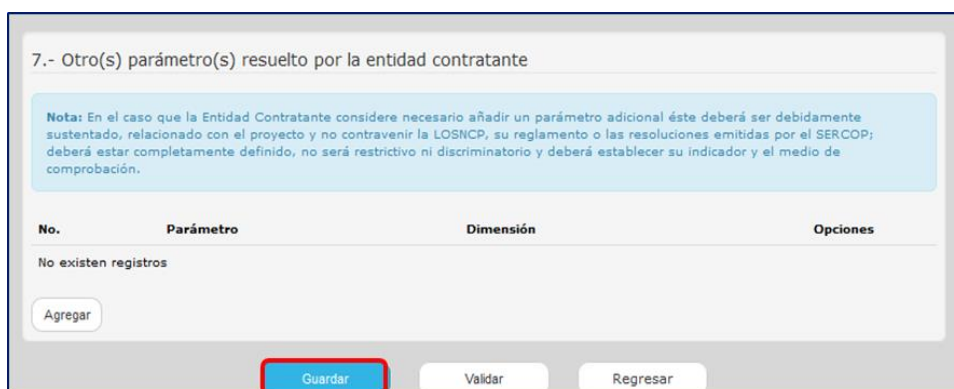 7.- Otro(s) parámetro(s) resuelto por la entidad contratante
Nota: En el caso que la Entidad Contratante considere necesario añadir un parámetro adicional éste deberá ser debidamente
sustentado, relacionado con el proyecto y no contravenir la LOSNCP, su reglamento o las resoluciones emitidas por el SERCOP;
deberá estar completamente definido, no será restrictivo ni discriminatorio y deberá establecer su indicador y el medio de
comprobación.
No. Parámetro Dimensión Opciones
No existen registros
Agregar
Guardar Validar Regresar